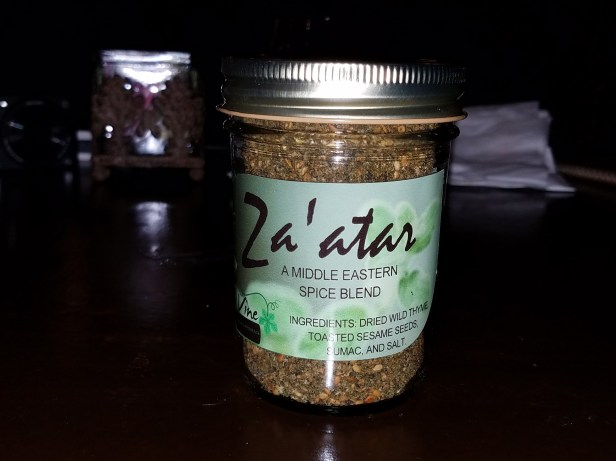 Za'atar
A MIDDLE EASTERN
SPICE BLEND
INGREDIENTS: DRIED WILD THYME,
TOASTED SESAME SEEDS,
SUMAC, AND SALT.